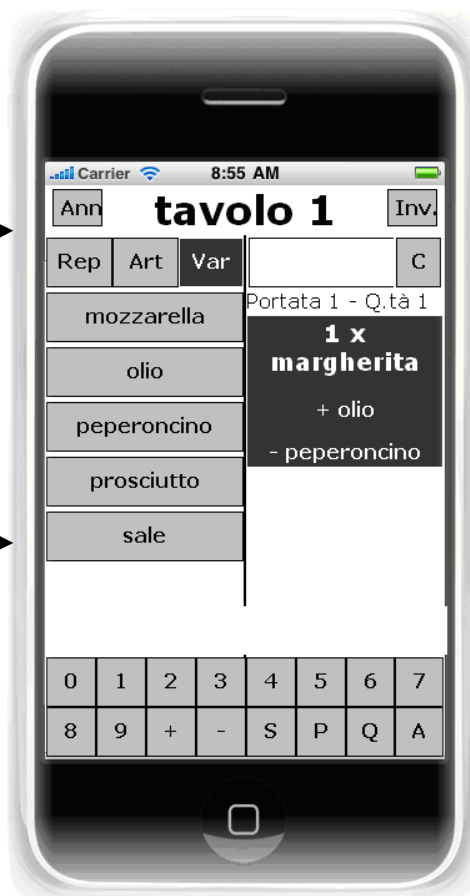 Carrier 8:55 AM
Ann tavolo 1 Inv.
Rep Art Var C
Portata 1 - Q.tà 1
mozzarella
olio
peperoncino
prosciutto
sale
1 x
margherita
+ olio
- peperoncino
0 1 2 3 4 5 6 7
8 9 + - S P Q A